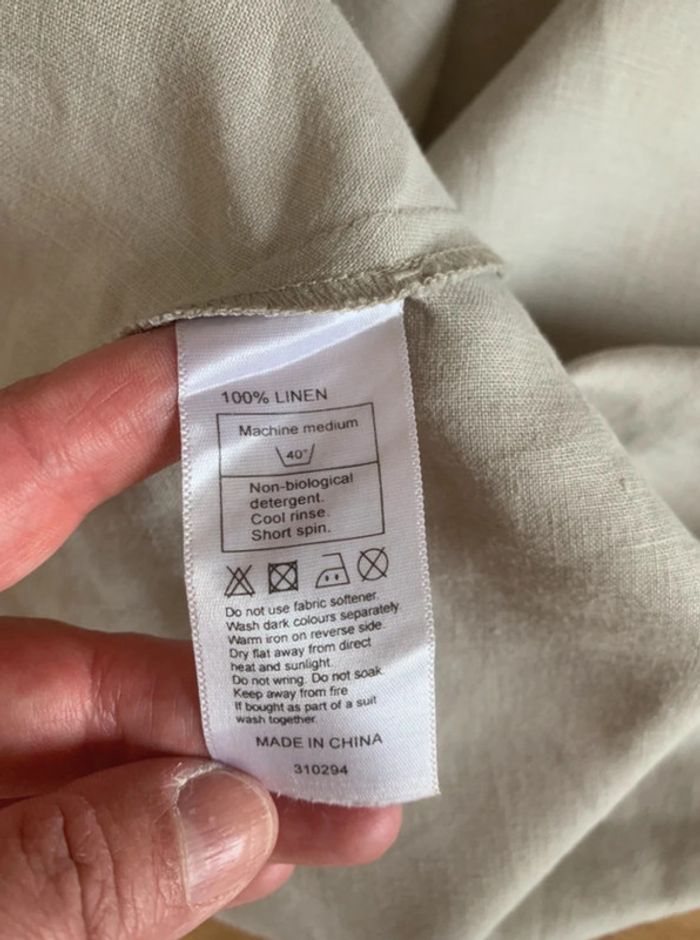 100% LINEN
Machine medium
40°
Non-biological
detergent.
Cool rinse.
Short spin.
Do not use fabric softener.
Wash dark colours separately.
Warm iron on reverse side.
Dry flat away from direct
heat and sunlight.
Do not wring. Do not soak.
Keep away from fire
If bought as part of a suit
wash together.
MADE IN CHINA
310294